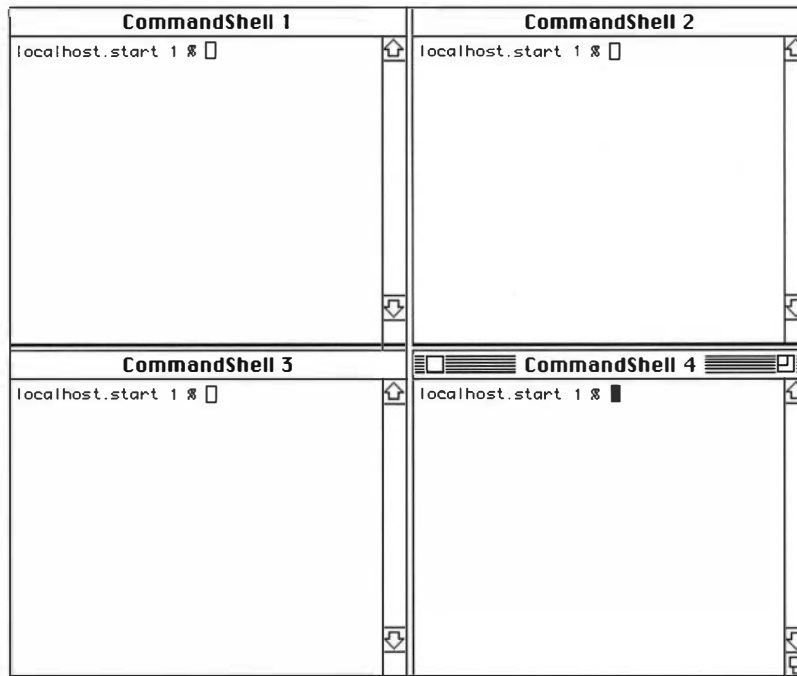 CommandShell 1
localhost.start 1 %
CommandShell 2
localhost.start 1 %
CommandShell 3
localhost.start 1 %
CommandShell 4
localhost.start 1 %